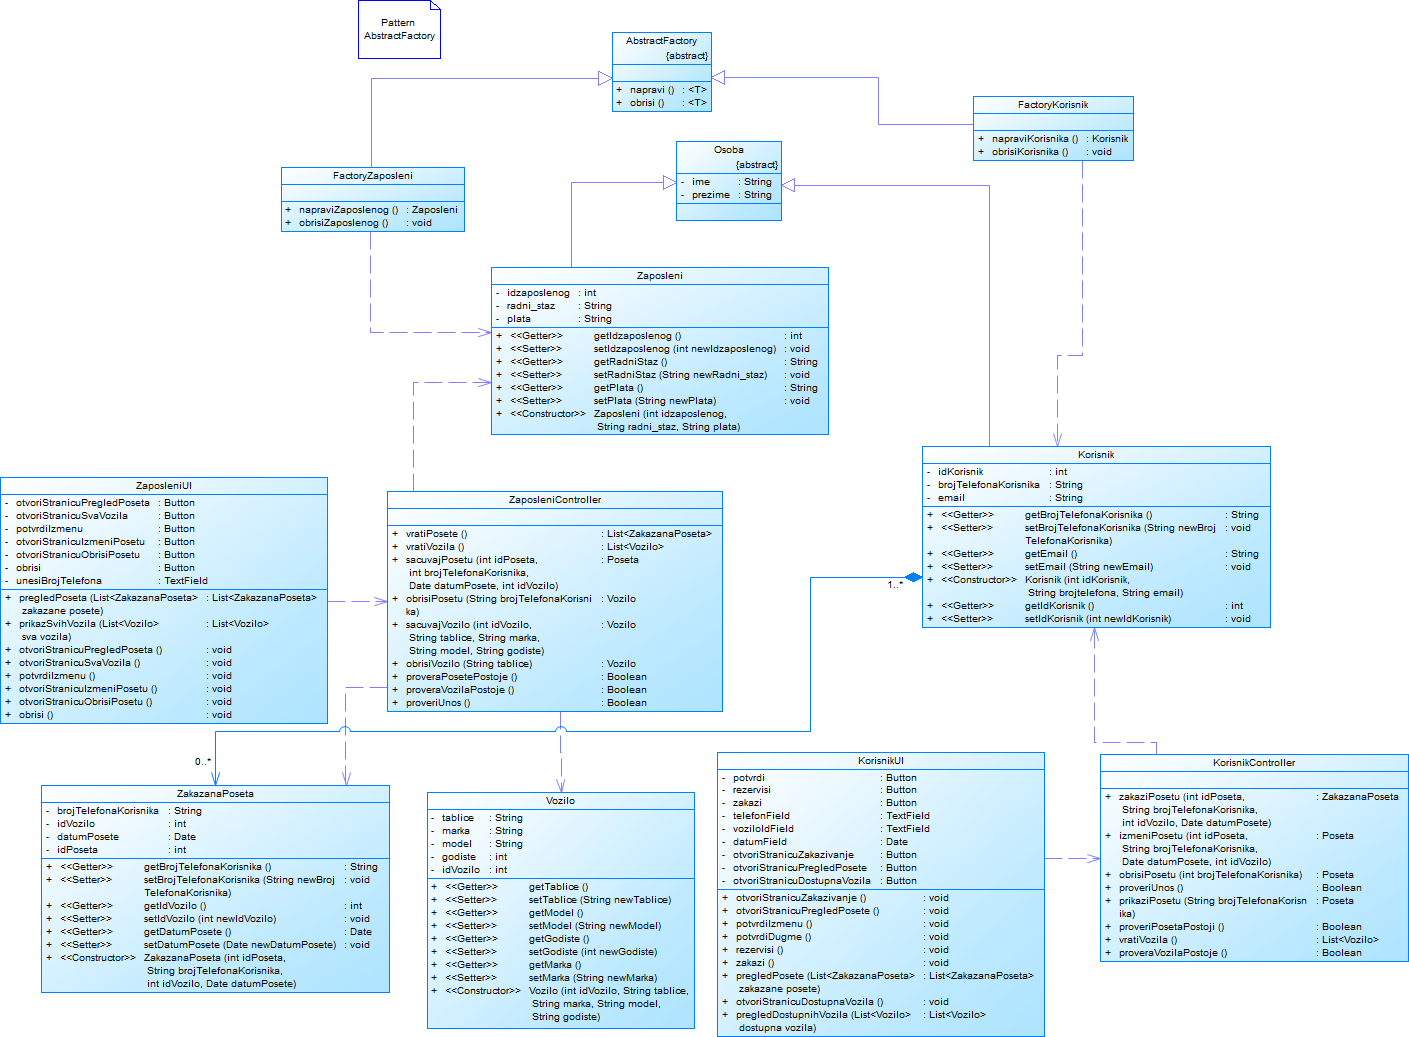 Pattern
AbstractFactory
AbstractFactory
{abstract}
+ napravi () : <T>
+ obrisi () : <T>
FactoryKorisnik
+ napraviKorisnika () : Korisnik
+ obrisiKorisnika () : void
Osoba
{abstract}
- ime : String
- prezime : String
FactoryZaposleni
+ napraviZaposlenog () : Zaposleni
+ obrisiZaposlenog () : void
Zaposleni
- idzaposlenog : int
- radni_staz : String
- plata : String
+ <<Getter>> getIdzaposlenog () : int
+ <<Setter>> setIdzaposlenog (int newIdzaposlenog) : void
+ <<Getter>> getRadniStaz () : String
+ <<Setter>> setRadniStaz (String newRadni_staz) : void
+ <<Getter>> getPlata () : String
+ <<Setter>> setPlata (String newPlata) : void
+ <<Constructor>> Zaposleni (int idzaposlenog,
String radni_staz, String plata)
Korisnik
- idKorisnik : int
- brojTelefonaKorisnika : String
- email : String
+ <<Getter>> getBrojTelefonaKorisnika () : String
+ <<Setter>> setBrojTelefonaKorisnika (String newBroj : void
TelefonaKorisnika)
+ <<Getter>> getEmail () : String
+ <<Setter>> setEmail (String newEmail) : void
+ <<Constructor>> Korisnik (int idKorisnik,
String brojtelefona, String email)
+ <<Getter>> getIdKorisnik () : int
+ <<Setter>> setIdKorisnik (int newIdKorisnik) : void
ZaposleniUI
- otvoriStranicuPregledPoseta : Button
- otvoriStranicuSvaVozila : Button
- potvrdiIzmenu : Button
- otvoriStranicuIzmeniPosetu : Button
- otvoriStranicuObrisiPosetu : Button
- obrisi : Button
- unesiBrojTelefona : TextField
+ pregledPoseta (List<ZakazanaPoseta> : List<ZakazanaPoseta>
zakazane posete)
+ prikazSvihVozila (List<Vozilo> : List<Vozilo>
sva vozila)
+ otvoriStranicuPregledPoseta () : void
+ otvoriStranicuSvaVozila () : void
+ potvrdiIzmenu () : void
+ otvoriStranicuIzmeniPosetu () : void
+ otvoriStranicuObrisiPosetu () : void
+ obrisi () : void
ZaposleniController
+ vratiPosete () : List<ZakazanaPoseta>
+ vratiVozila () : List<Vozilo>
+ sacuvajPosetu (int idPoseta, : Poseta
int brojTelefonaKorisnika,
Date datumPosete, int idVozilo)
+ obrisiPosetu (String brojTelefonaKorisni : Vozilo
ka)
+ sacuvajVozilo (int idVozilo, : Vozilo
String tablice, String marka,
String model, String godiste)
+ obrisiVozilo (String tablice) : Vozilo
+ proveraPosetePostoje () : Boolean
+ proveraVozilaPostoje () : Boolean
+ proveriUnos () : Boolean
1..*
0..*
ZakazanaPoseta
- brojTelefonaKorisnika : String
- idVozilo : int
- datumPosete : Date
- idPoseta : int
+ <<Getter>> getBrojTelefonaKorisnika () : String
+ <<Setter>> setBrojTelefonaKorisnika (String newBroj : void
TelefonaKorisnika)
+ <<Getter>> getIdVozilo () : int
+ <<Setter>> setIdVozilo (int newIdVozilo) : void
+ <<Getter>> getDatumPosete () : Date
+ <<Setter>> setDatumPosete (Date newDatumPosete) : void
+ <<Constructor>> ZakazanaPoseta (int idPoseta,
String brojTelefonaKorisnika,
int idVozilo, Date datumPosete)
Vozilo
- tablice : String
- marka : String
- model : String
- godiste : int
- idVozilo : int
+ <<Getter>> getTablice ()
+ <<Setter>> setTablice (String newTablice)
+ <<Getter>> getModel ()
+ <<Setter>> setModel (String newModel)
+ <<Getter>> getGodiste ()
+ <<Setter>> setGodiste (int newGodiste)
+ <<Getter>> getMarka ()
+ <<Setter>> setMarka (String newMarka)
+ <<Constructor>> Vozilo (int idVozilo, String tablice,
String marka, String model,
String godiste)
KorisnikUI
- potvrdi : Button
- rezervisi : Button
- zakazi : Button
- telefonField : TextField
- voziloIdField : TextField
- datumField : Date
- otvoriStranicuZakazivanje : Button
- otvoriStranicuPregledPosete : Button
- otvoriStranicuDostupnaVozila : Button
+ otvoriStranicuZakazivanje () : void
+ otvoriStranicuPregledPosete () : void
+ potvrdiIzmenu () : void
+ potvrdiDugme () : void
+ rezervisi () : void
+ zakazi () : void
+ pregledPosete (List<ZakazanaPoseta> : List<ZakazanaPoseta>
zakazane posete)
+ otvoriStranicuDostupnaVozila () : void
+ pregledDostupnihVozila (List<Vozilo> : List<Vozilo>
dostupna vozila)
KorisnikController
+ zakaziPosetu (int idPoseta, : ZakazanaPoseta
String brojTelefonaKorisnika,
int idVozilo, Date datumPosete)
+ izmeniPosetu (int idPoseta, : Poseta
String brojTelefonaKorisnika,
Date datumPosete, int idVozilo)
+ obrisiPosetu (int brojTelefonaKorisnika) : Poseta
+ proveriUnos () : Boolean
+ prikaziPosetu (String brojTelefonaKorisn : Poseta
ika)
+ proveriPosetaPostoji () : Boolean
+ vratiVozila () : List<Vozilo>
+ proveraVozilaPostoje () : Boolean